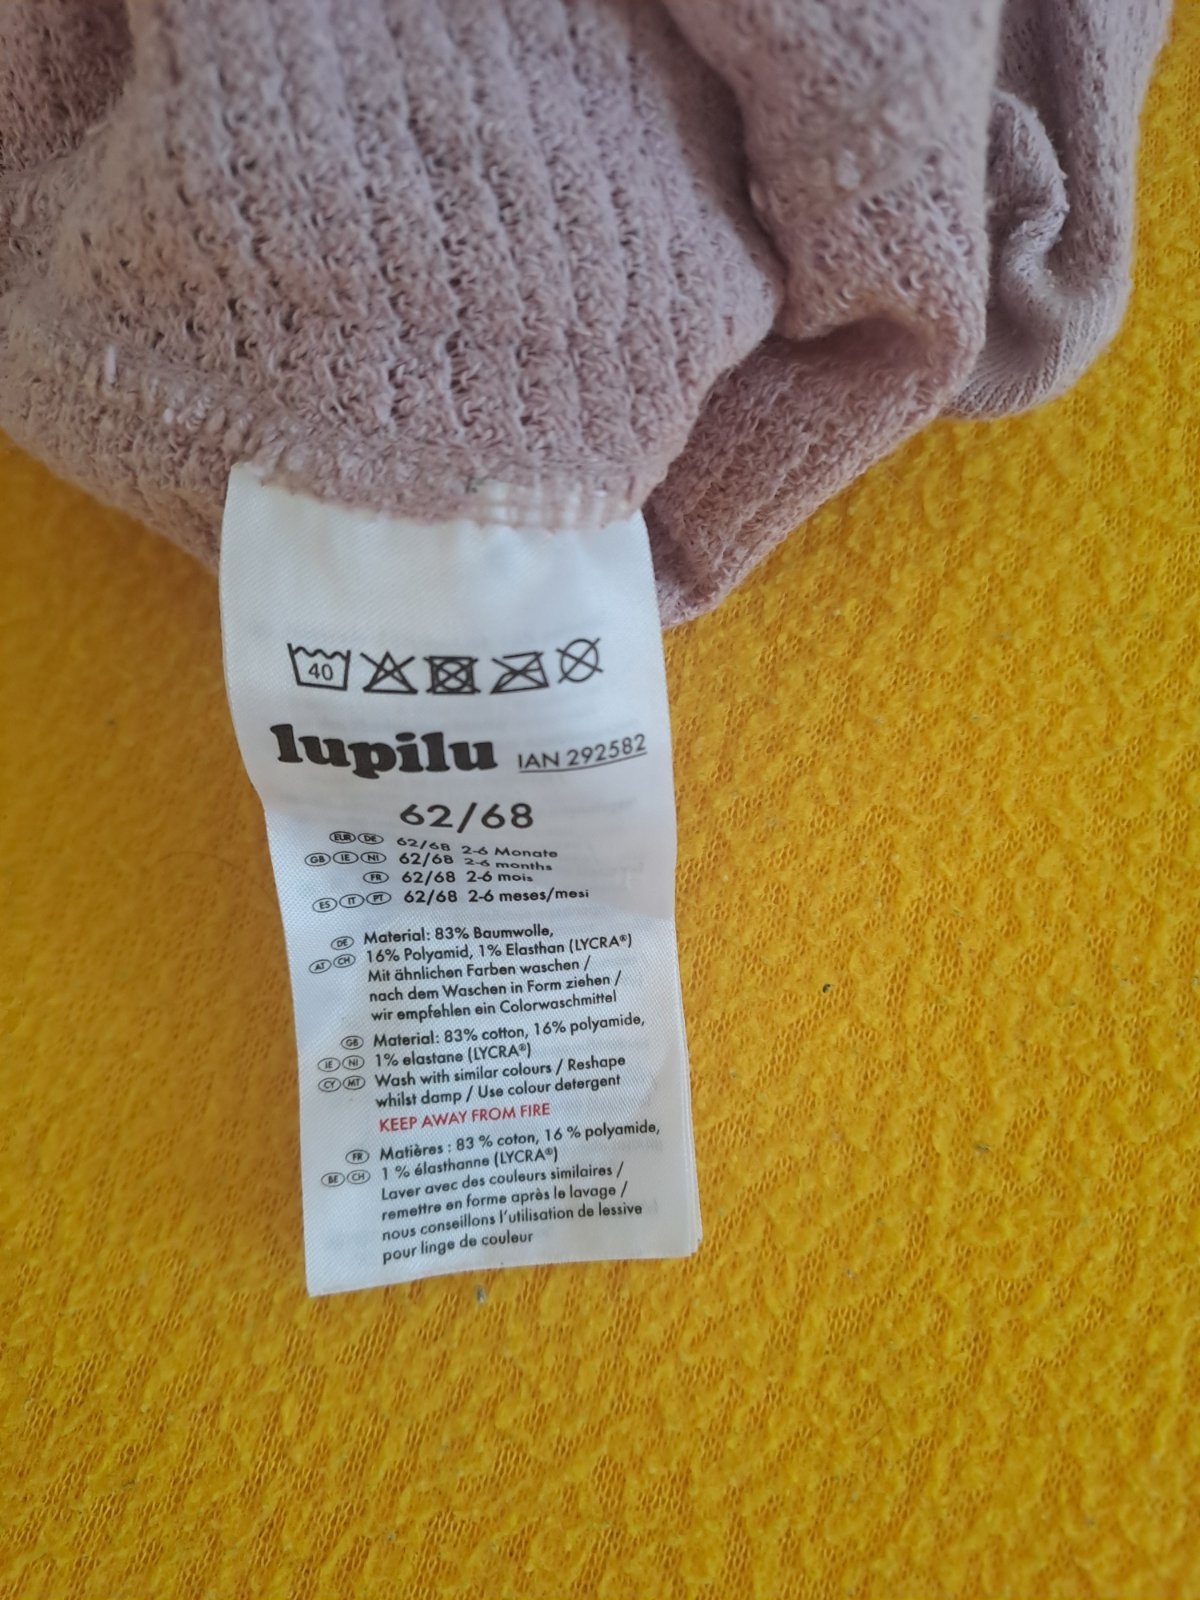 40
lupilu IAN 292582
62/68
EUR DE 62/68 2-6 Monate
GB IE NI 62/68 2-6 months
FR 62/68 2-6 mois
ES IT PT 62/68 2-6 meses/mesi
DE Material: 83% Baumwolle,
AT CH 16% Polyamid, 1% Elasthan (LYCRA®)
Mit ähnlichen Farben waschen /
nach dem Waschen in Form ziehen /
wir empfehlen ein Colorwaschmittel
GB Material: 83% cotton, 16% polyamide,
IE NI 1% elastane (LYCRA®)
CY MT Wash with similar colours / Reshape
whilst damp / Use colour detergent
KEEP AWAY FROM FIRE
FR Matières : 83 % coton, 16 % polyamide,
BE CH 1 % élasthanne (LYCRA®)
Laver avec des couleurs similaires /
remettre en forme après le lavage /
nous conseillons l'utilisation de lessive
pour linge de couleur